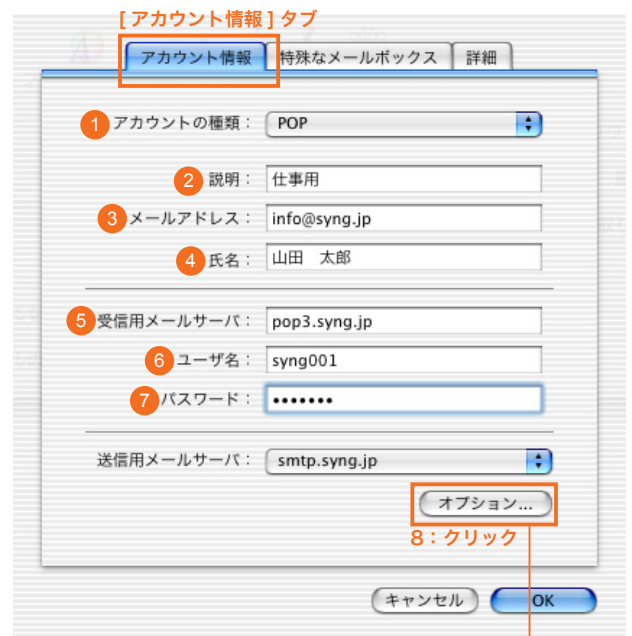 [ アカウント情報 ] タブ
アカウント情報 特殊なメールボックス 詳細
1 アカウントの種類： POP
2 説明： 仕事用
3 メールアドレス： info@syng.jp
4 氏名： 山田　太郎
5 受信用メールサーバ： pop3.syng.jp
6 ユーザ名： syng001
7 パスワード： •••••••
送信用メールサーバ： smtp.syng.jp
オプション...
8：クリック
キャンセル OK